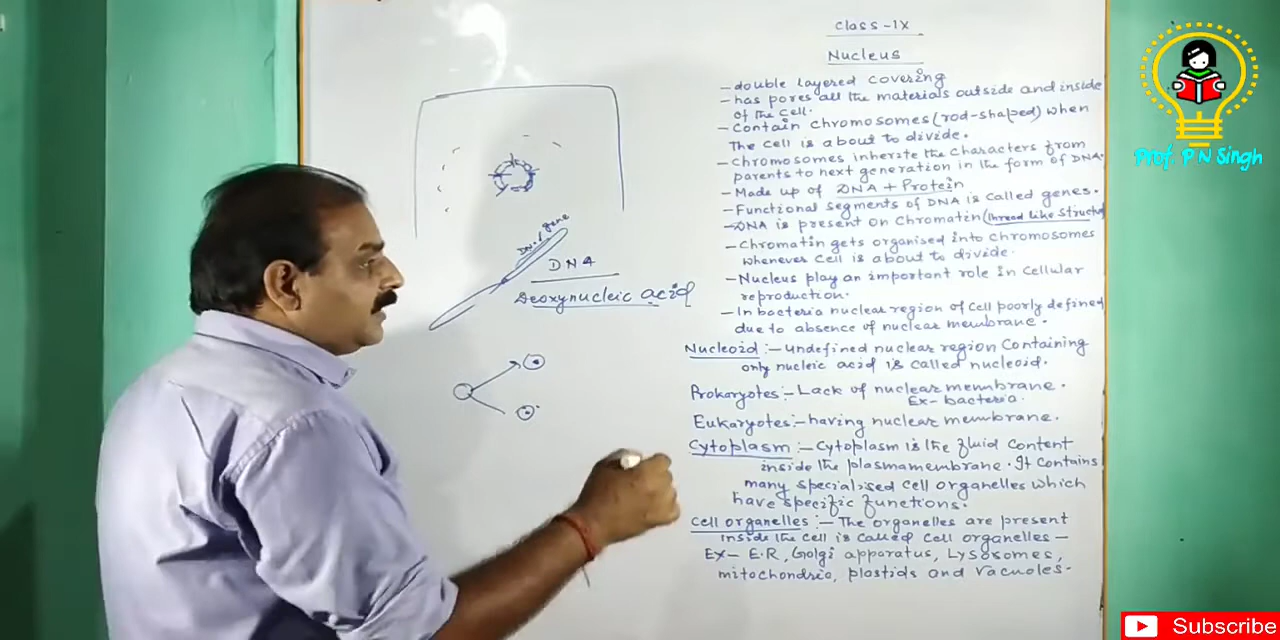 Class-IX
Nucleus
- double layered covering
- has pores all the materials outside and inside
of the cell.
- contain chromosomes (rod-shaped) when
The cell is about to divide.
- Chromosomes inherite the characters from
parents to next generation in the form of DNA.
- Made up of DNA + Protein
- Functional segments of DNA is called genes.
- DNA is present on Chromatin (thread like structu
- Chromatin gets organised into chromosomes
whenever cell is about to divide.
- Nucleus play an important role in Cellular
reproduction.
- In bacteria nuclear region of cell poorly defined
due to absence of nuclear membrane.
Nucleoid :- Undefined nuclear region containing
only nucleic acid is called nucleoid.
Prokaryotes:- Lack of nuclear membrane.
Ex- bacteria.
Eukaryotes:- having nuclear membrane.
Cytoplasm :- Cytoplasm is the fluid content
inside the plasmamembrane. It contains
many specialised cell organelles which
have specific functions.
Cell organelles :- The organelles are present
inside the cell is called cell organelles -
Ex- E.R, Golgi apparatus, Lysosomes,
mitochondria, plastids and vacuoles.
DNA gene
DNA
Deoxynucleic acid
Prof. P N Singh
Subscribe